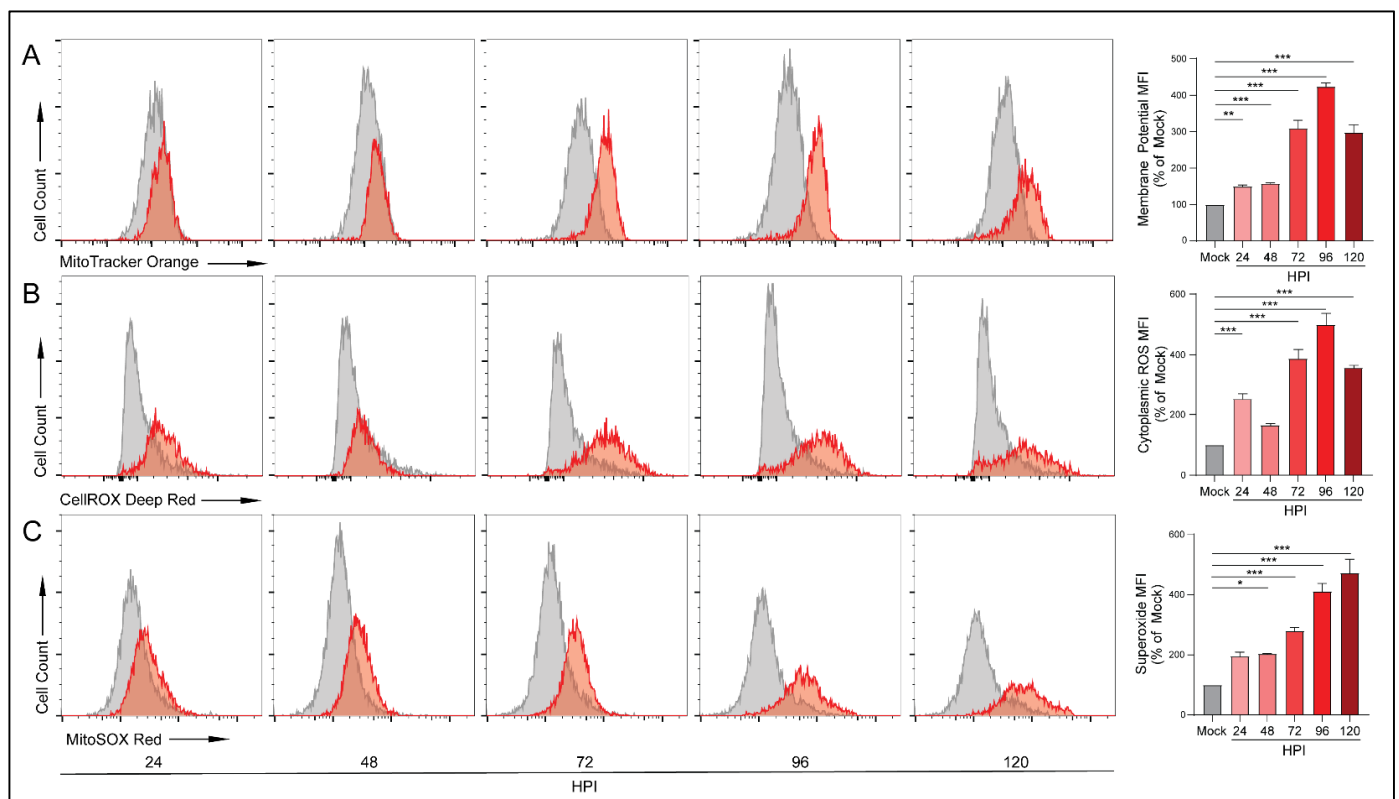 A
Cell Count
MitoTracker Orange
Membrane Potential MFI
(% of Mock)
500
400
300
200
100
0
***
***
***
***
**
Mock 24 48 72 96 120
HPI
B
Cell Count
CellROX Deep Red
Cytoplasmic ROS MFI
(% of Mock)
600
400
200
0
***
***
***
***
Mock 24 48 72 96 120
HPI
C
Cell Count
MitoSOX Red
Superoxide MFI
(% of Mock)
600
400
200
0
***
***
***
*
Mock 24 48 72 96 120
HPI
24 48 72 96 120
HPI